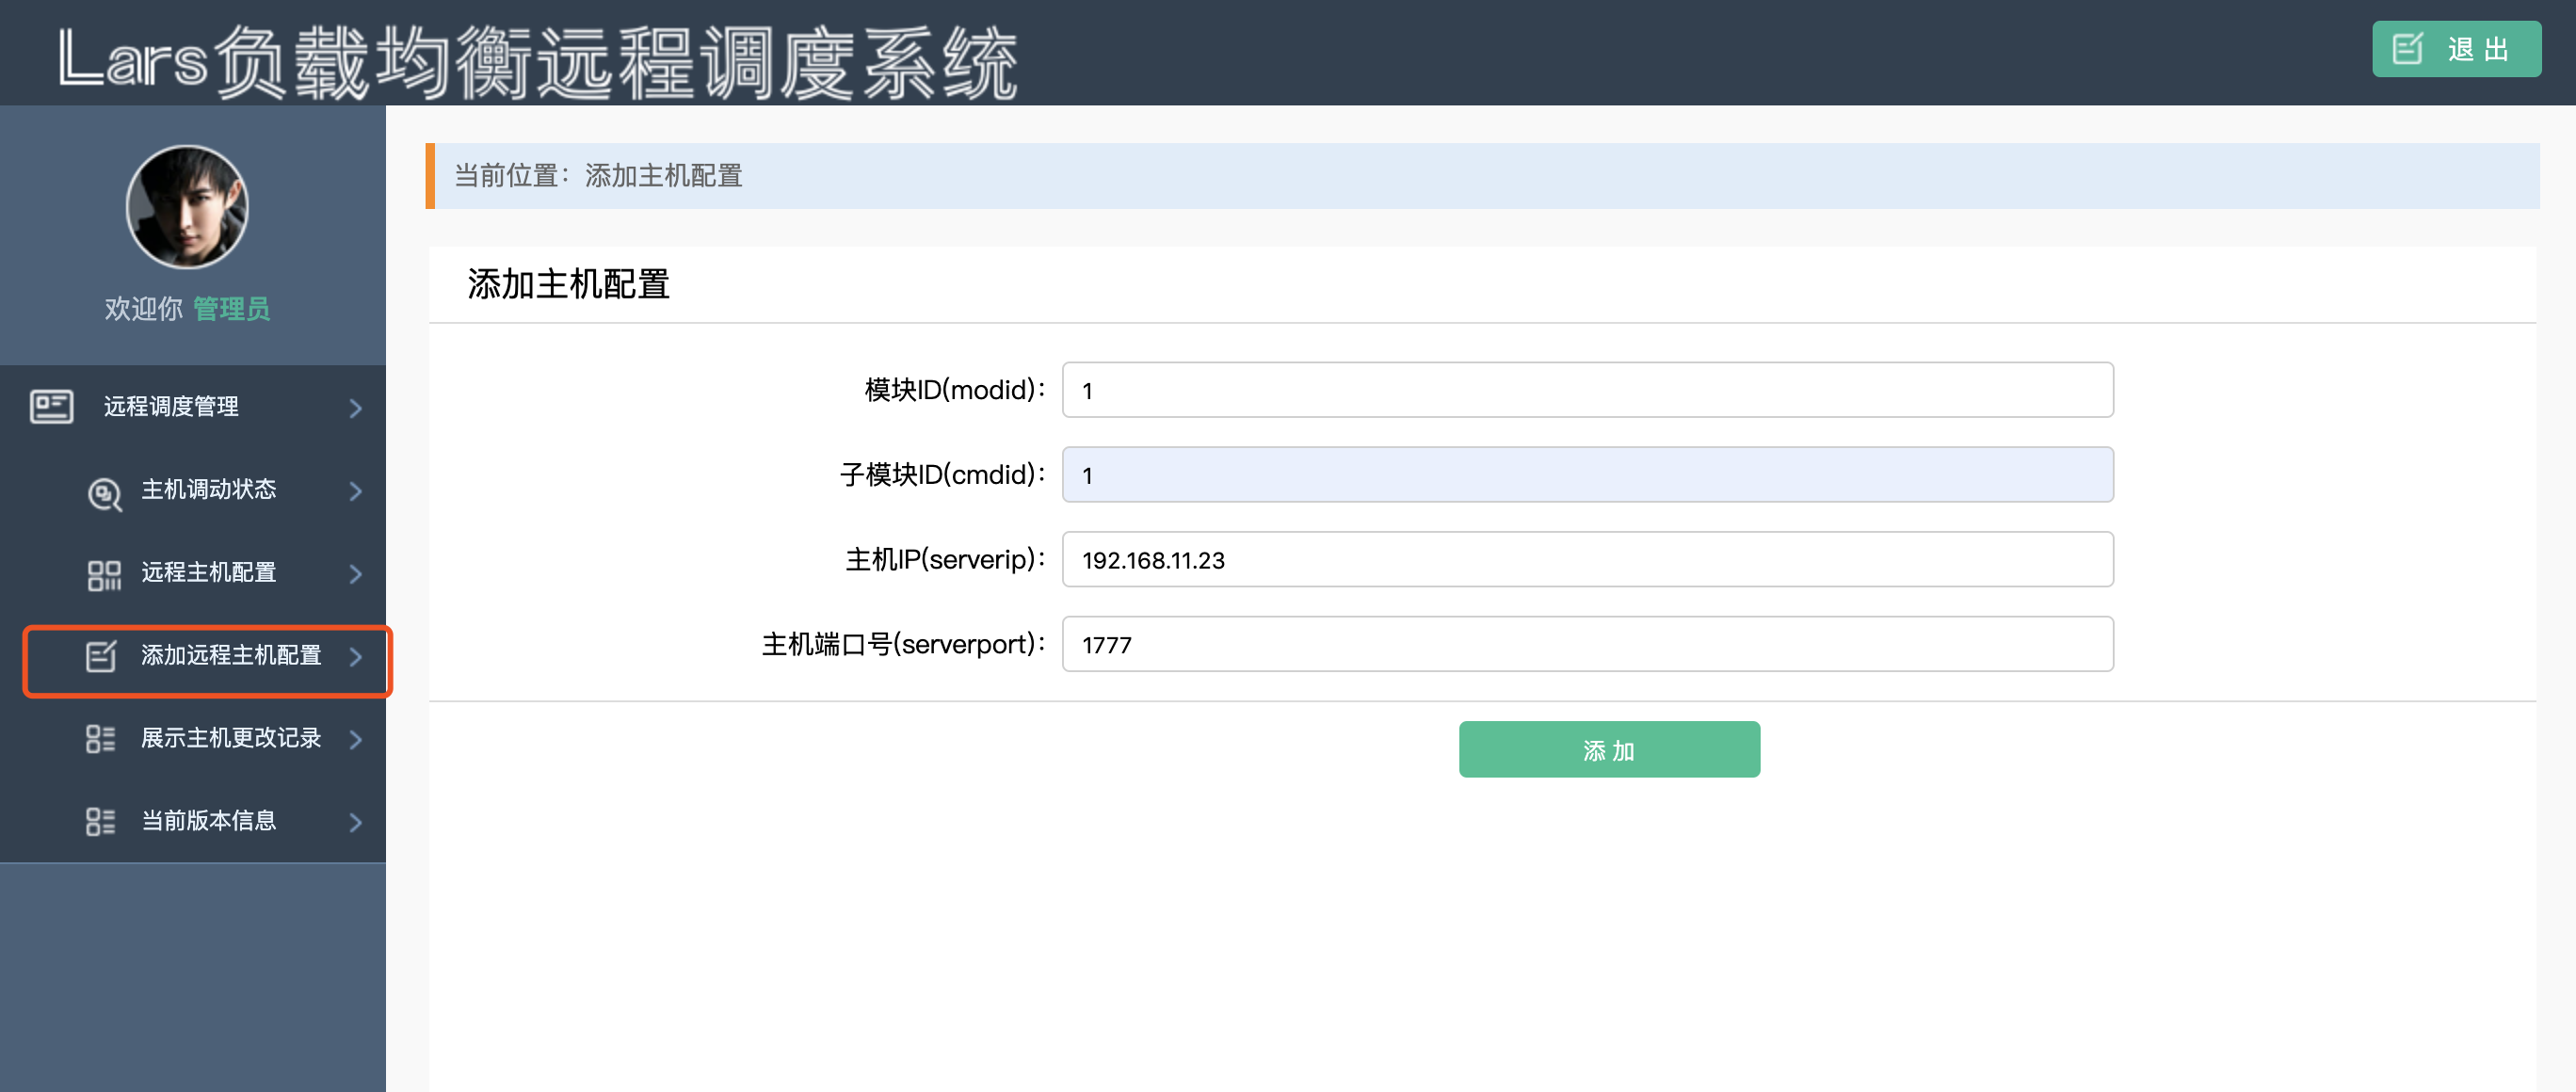 Lars负载均衡远程调度系统
退 出
欢迎你 管理员
远程调度管理
主机调动状态
远程主机配置
添加远程主机配置
展示主机更改记录
当前版本信息
当前位置：添加主机配置
添加主机配置
模块ID(modid)： 1
子模块ID(cmdid)： 1
主机IP(serverip)： 192.168.11.23
主机端口号(serverport)： 1777
添 加